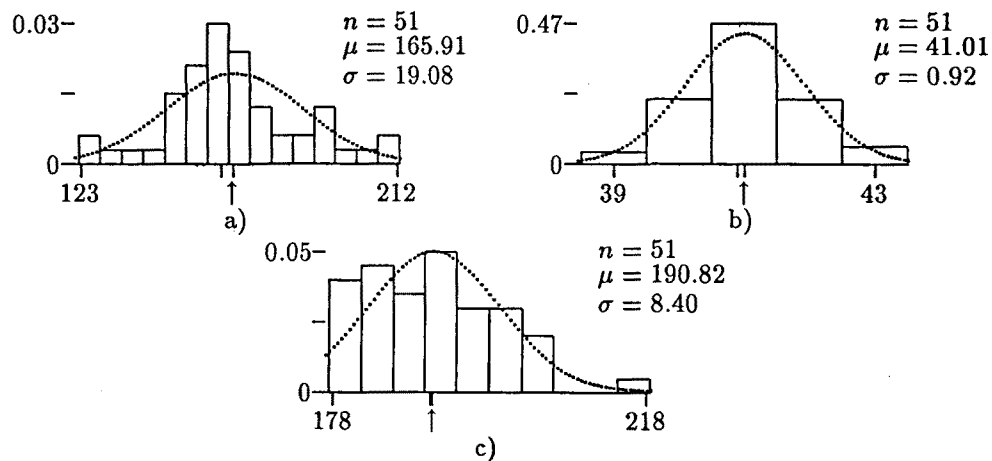 0.03
n = 51
μ = 165.91
σ = 19.08
0
123
212
↑
a)
0.47
n = 51
μ = 41.01
σ = 0.92
0
39
43
↑
b)
0.05
n = 51
μ = 190.82
σ = 8.40
0
178
218
↑
c)